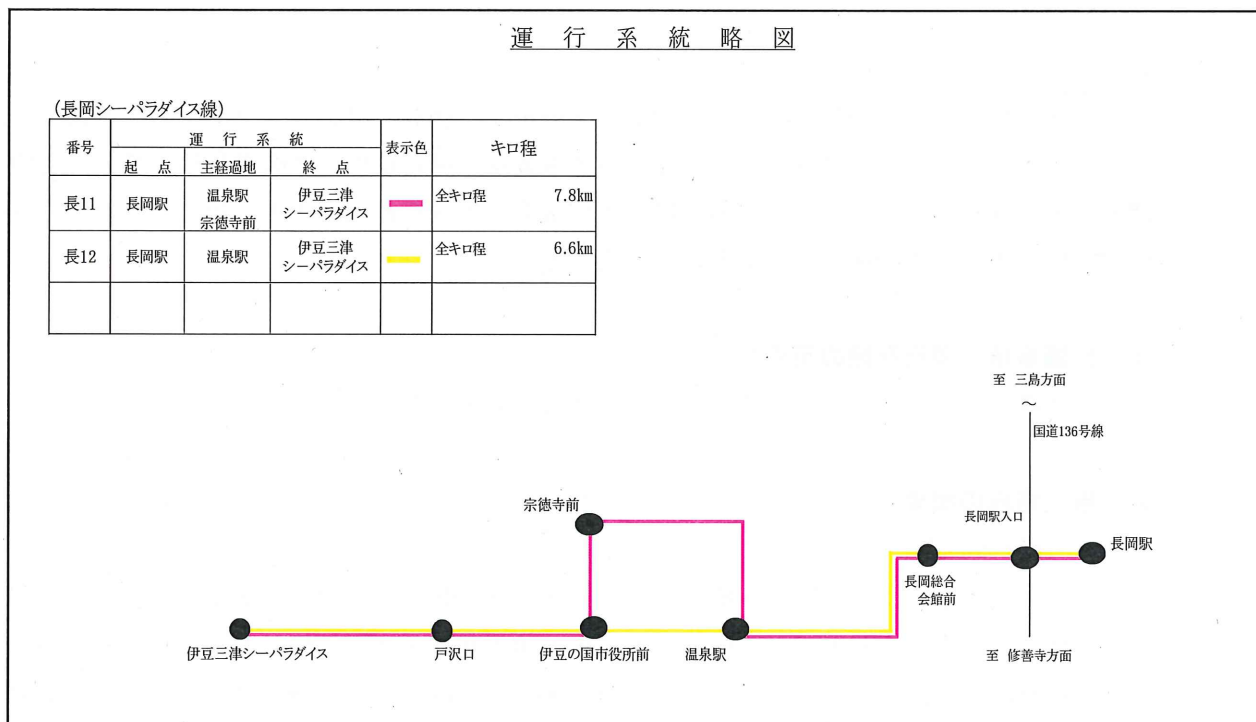 運行系統略図
(長岡シーパラダイス線)
番号 運行系統 表示色 キロ程
起点 主経過地 終点
長11 長岡駅 温泉駅 宗徳寺前 伊豆三津シーパラダイス 全キロ程 7.8km
長12 長岡駅 温泉駅 伊豆三津シーパラダイス 全キロ程 6.6km
至 三島方面
国道136号線
宗徳寺前
長岡駅入口
長岡駅
長岡総合
会館前
伊豆三津シーパラダイス
戸沢口
伊豆の国市役所前
温泉駅
至 修善寺方面